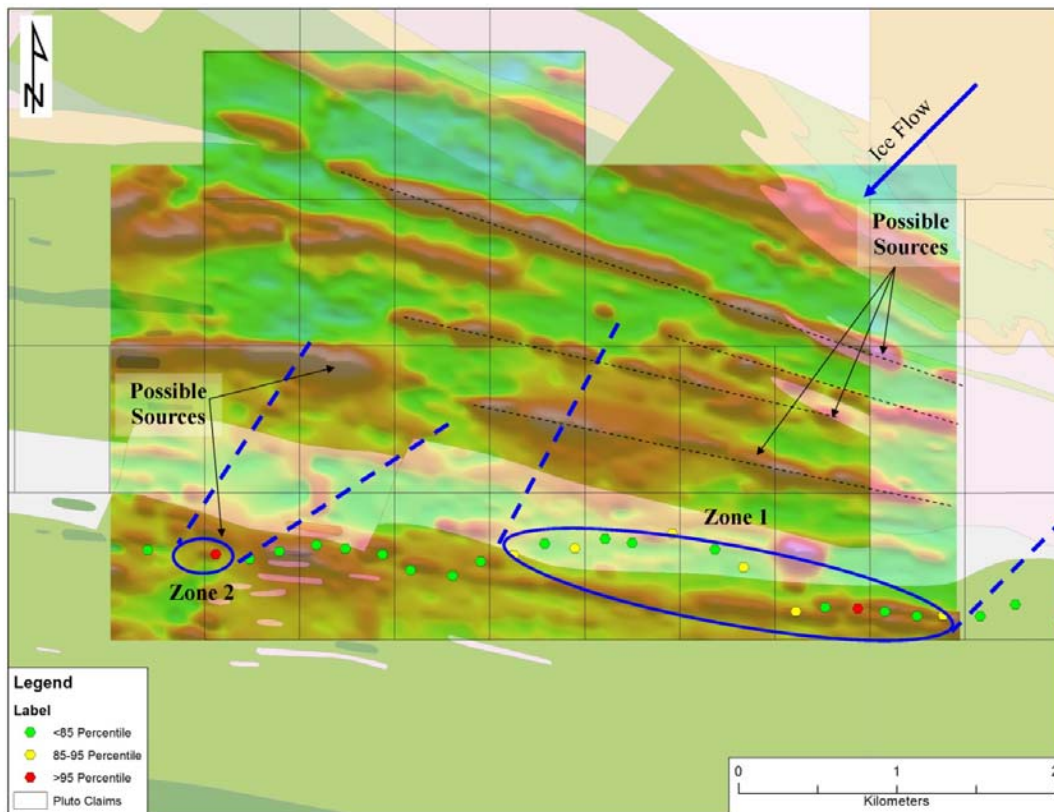 N
Ice Flow
Possible
Sources
Possible
Sources
Zone 1
Zone 2
Legend
Label
<85 Percentile
85-95 Percentile
>95 Percentile
Pluto Claims
0 1 2
Kilometers